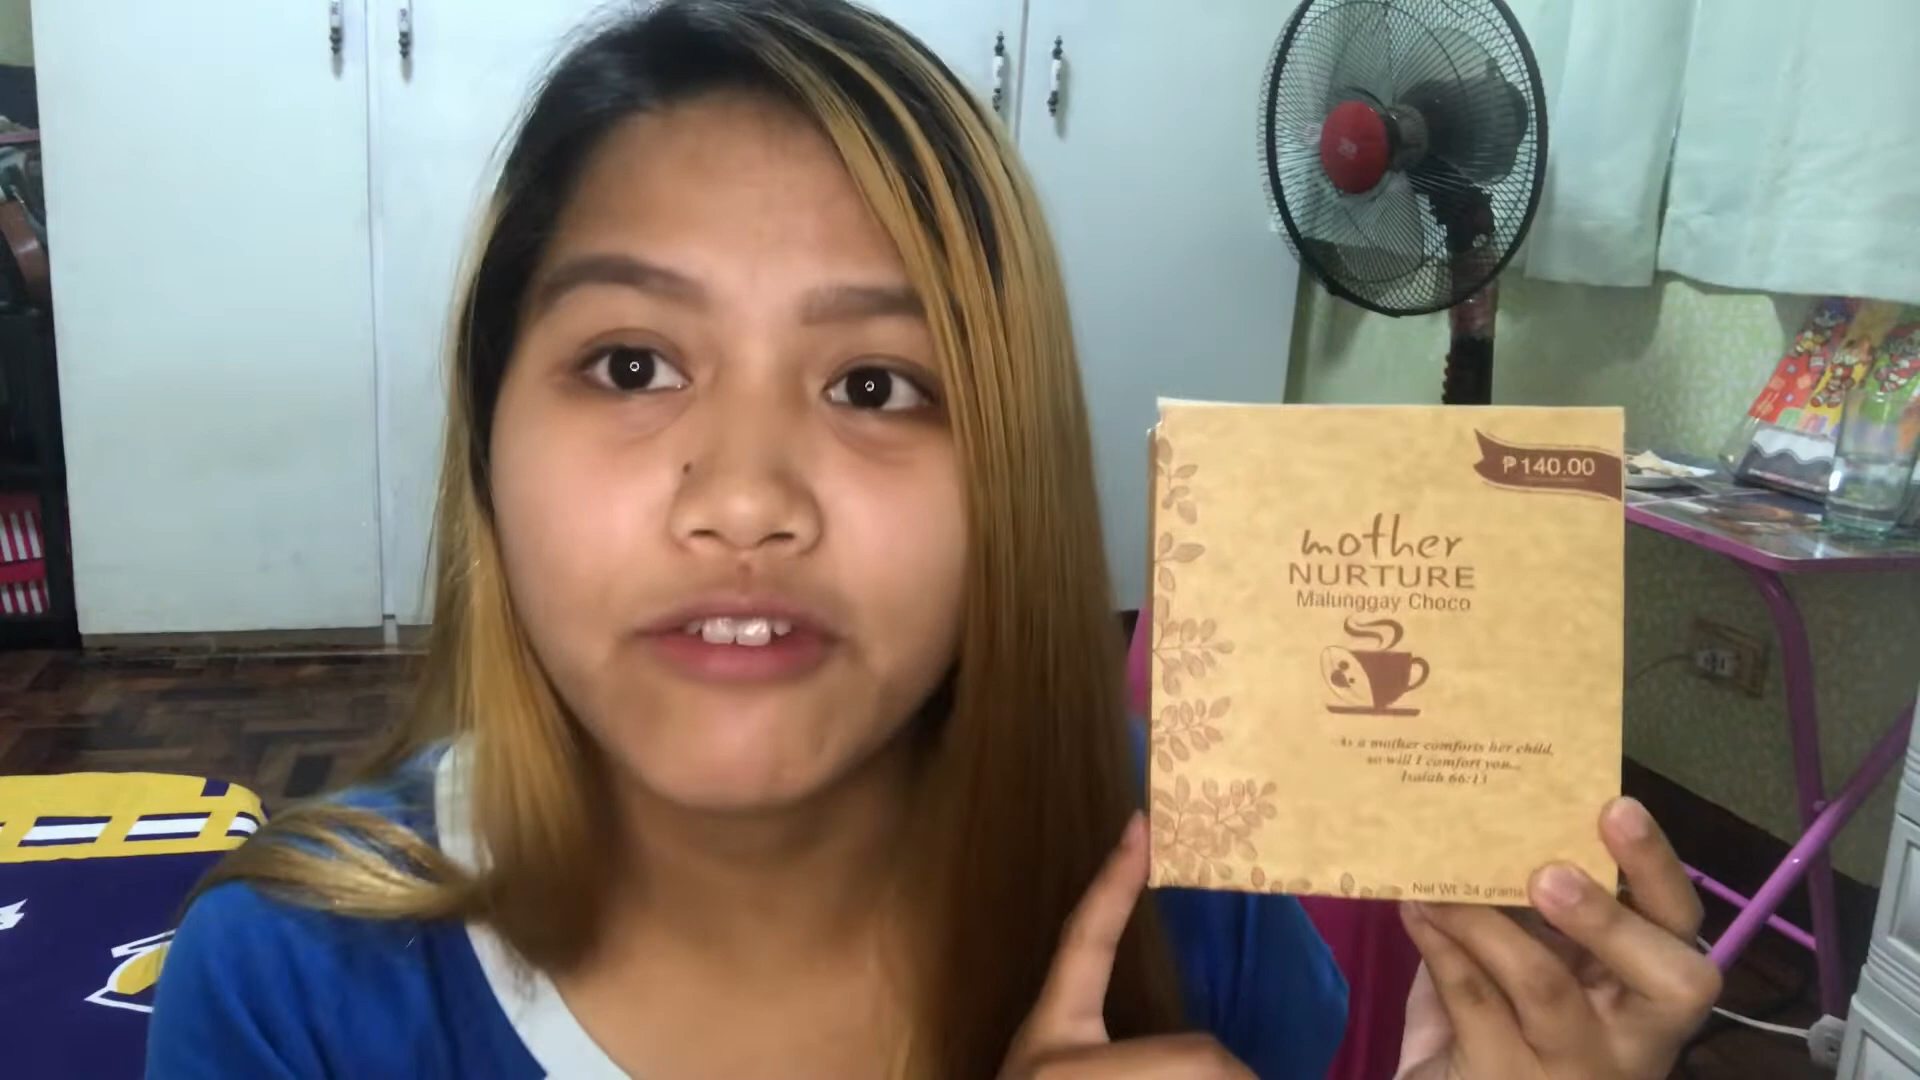 ₱140.00
mother
NURTURE
Malunggay Choco
As a mother comforts her child,
so will I comfort you...
Isaiah 66:13
Net Wt. 24 grams